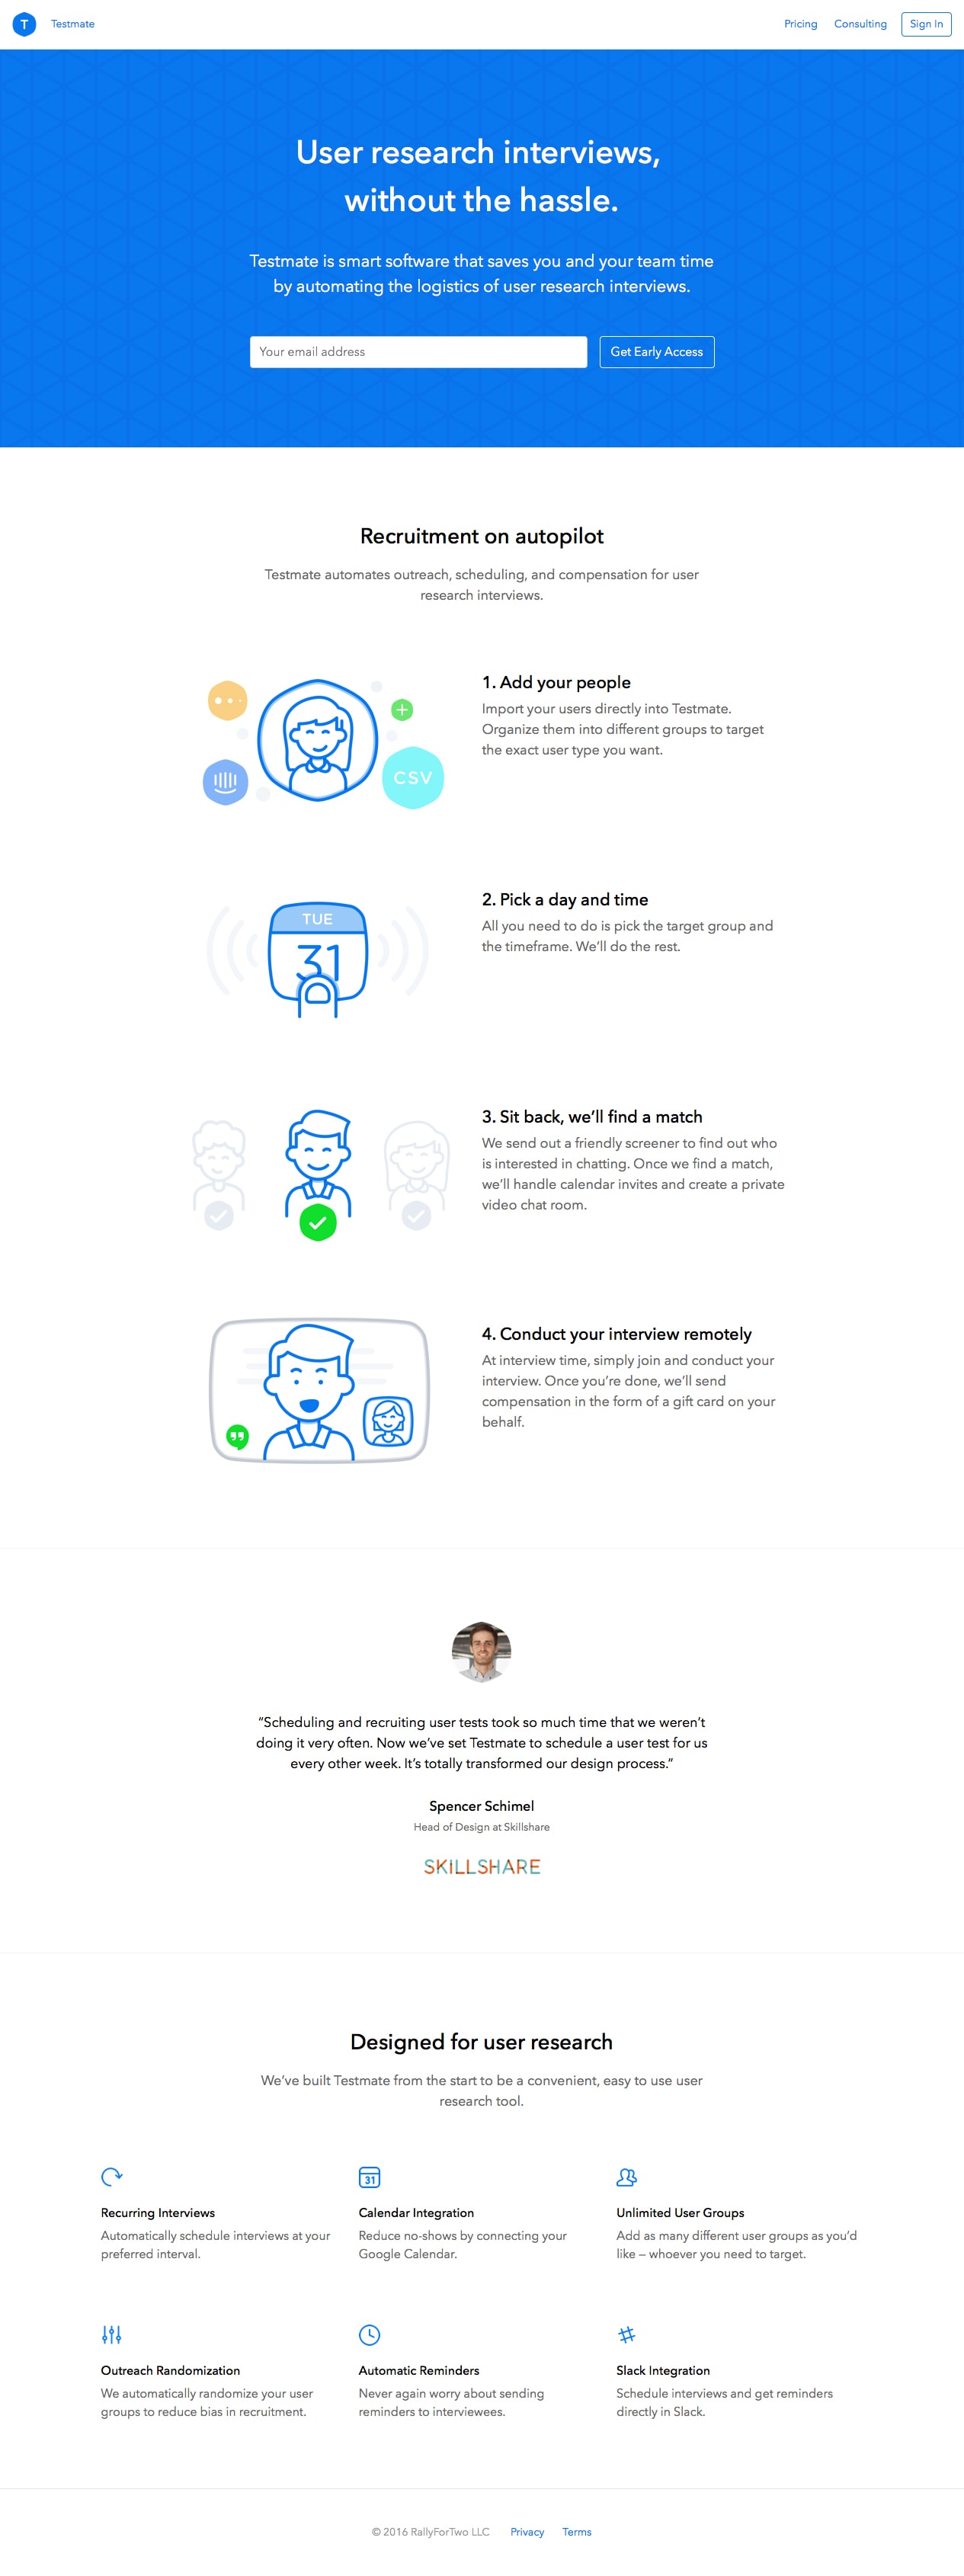 T
Testmate
Pricing
Consulting
Sign In
User research interviews,
without the hassle.
Testmate is smart software that saves you and your team time
by automating the logistics of user research interviews.
Your email address
Get Early Access
Recruitment on autopilot
Testmate automates outreach, scheduling, and compensation for user
research interviews.
CSV
1. Add your people
Import your users directly into Testmate.
Organize them into different groups to target
the exact user type you want.
TUE
31
2. Pick a day and time
All you need to do is pick the target group and
the timeframe. We’ll do the rest.
3. Sit back, we’ll find a match
We send out a friendly screener to find out who
is interested in chatting. Once we find a match,
we’ll handle calendar invites and create a private
video chat room.
4. Conduct your interview remotely
At interview time, simply join and conduct your
interview. Once you’re done, we’ll send
compensation in the form of a gift card on your
behalf.
“Scheduling and recruiting user tests took so much time that we weren’t
doing it very often. Now we’ve set Testmate to schedule a user test for us
every other week. It’s totally transformed our design process.”
Spencer Schimel
Head of Design at Skillshare
SKILLSHARE
Designed for user research
We’ve built Testmate from the start to be a convenient, easy to use user
research tool.
Recurring Interviews
Automatically schedule interviews at your
preferred interval.
31
Calendar Integration
Reduce no-shows by connecting your
Google Calendar.
Unlimited User Groups
Add as many different user groups as you’d
like – whoever you need to target.
Outreach Randomization
We automatically randomize your user
groups to reduce bias in recruitment.
Automatic Reminders
Never again worry about sending
reminders to interviewees.
Slack Integration
Schedule interviews and get reminders
directly in Slack.
© 2016 RallyForTwo LLC
Privacy
Terms